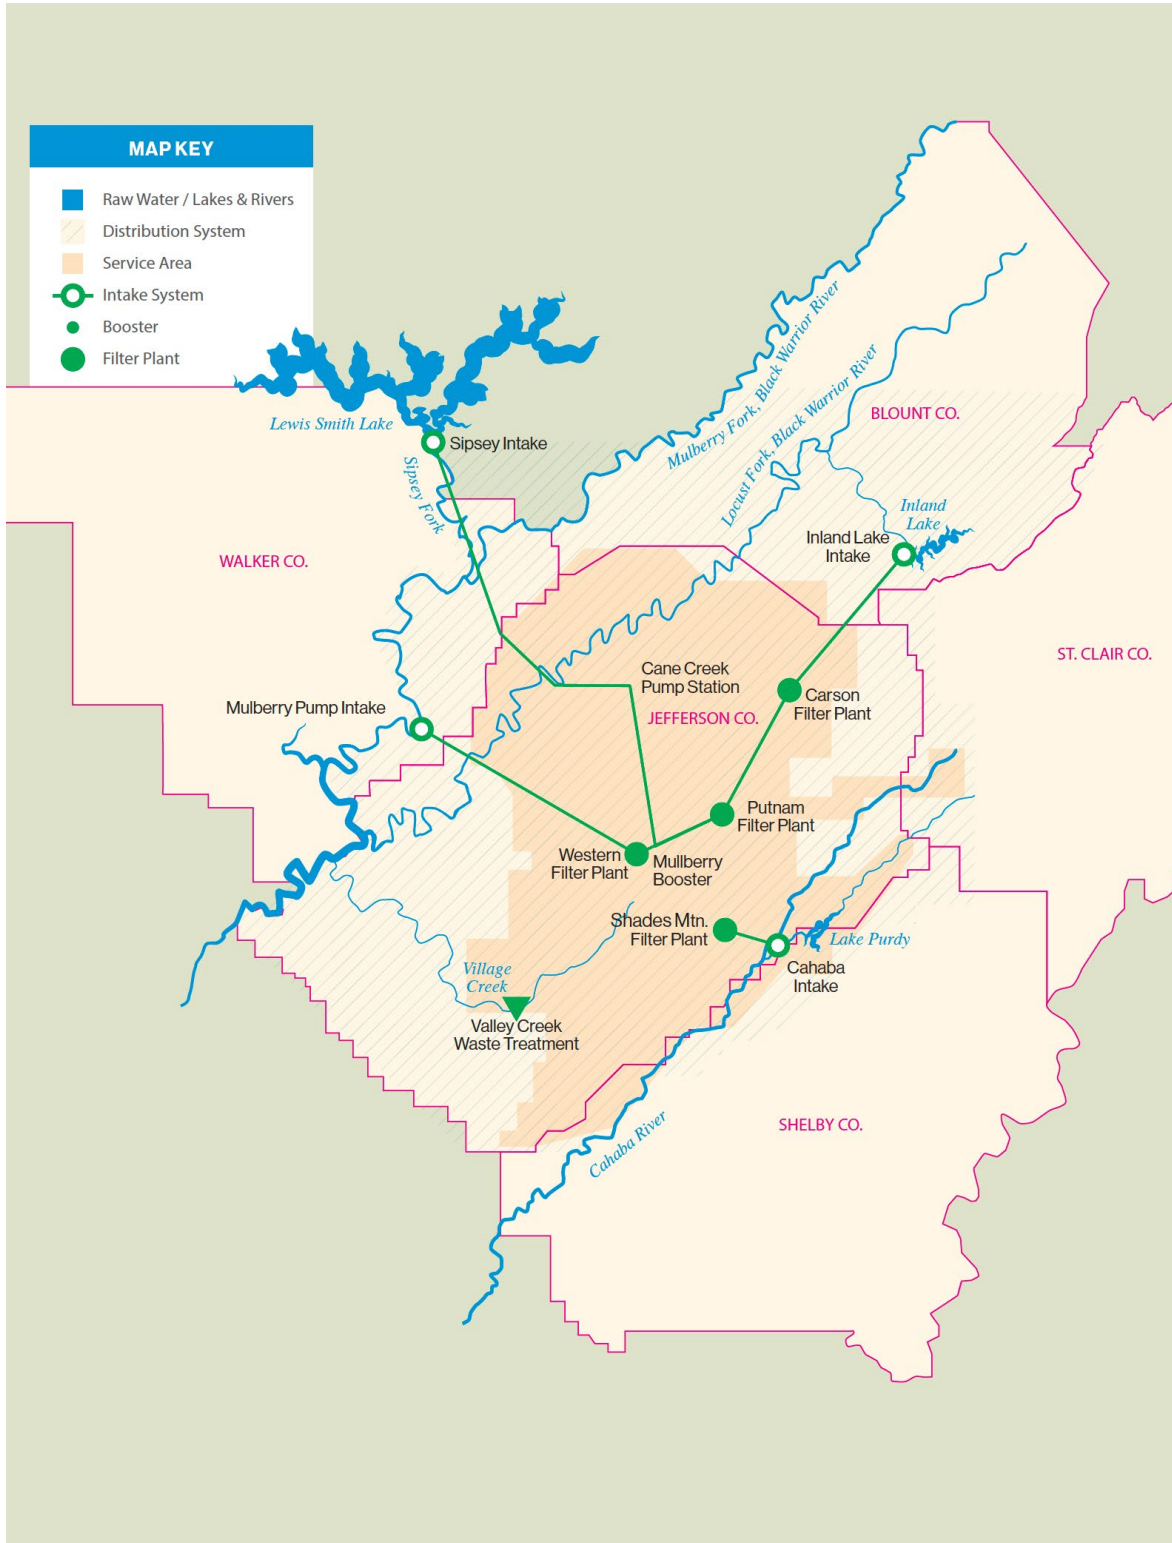 MAP KEY
Raw Water / Lakes & Rivers
Distribution System
Service Area
Intake System
Booster
Filter Plant
Mulberry Fork, Black Warrior River
Locust Fork, Black Warrior River
BLOUNT CO.
Lewis Smith Lake
Sipsey Intake
Sipsey Fork
Inland
Lake
Inland Lake
Intake
WALKER CO.
ST. CLAIR CO.
Cane Creek
Pump Station
JEFFERSON CO.
Carson
Filter Plant
Mulberry Pump Intake
Putnam
Filter Plant
Western
Filter Plant
Mullberry
Booster
Shades Mtn.
Filter Plant
Lake Purdy
Cahaba
Intake
Village
Creek
Valley Creek
Waste Treatment
Cahaba River
SHELBY CO.